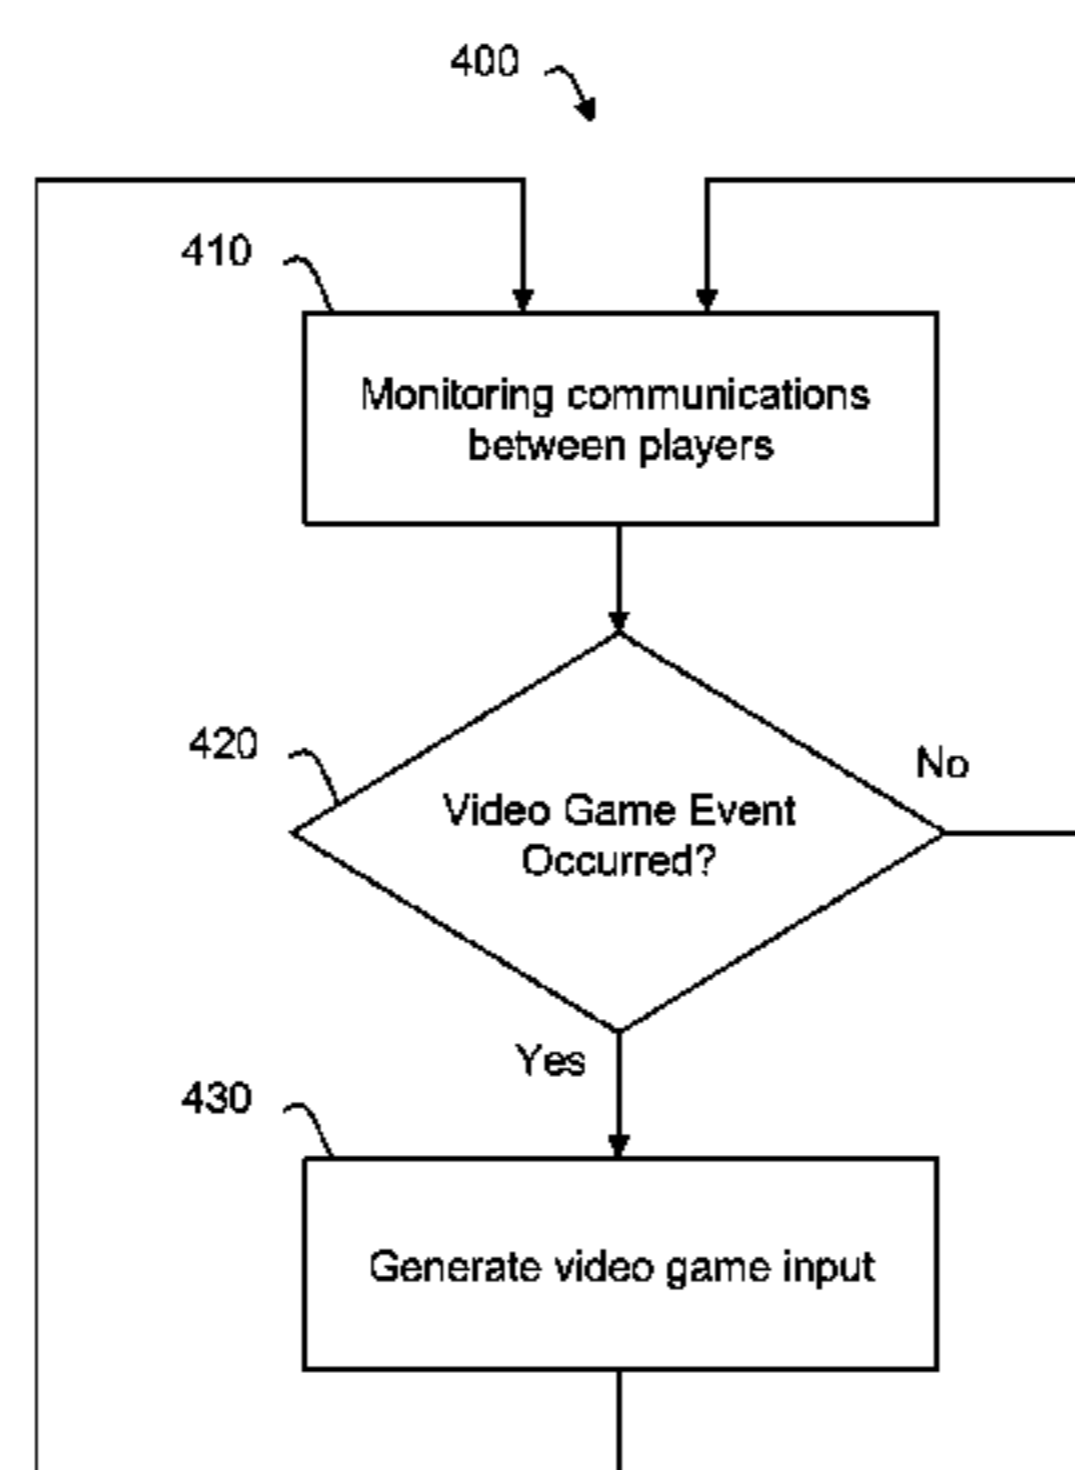 400
410
Monitoring communications
between players
420
No
Video Game Event
Occurred?
Yes
430
Generate video game input